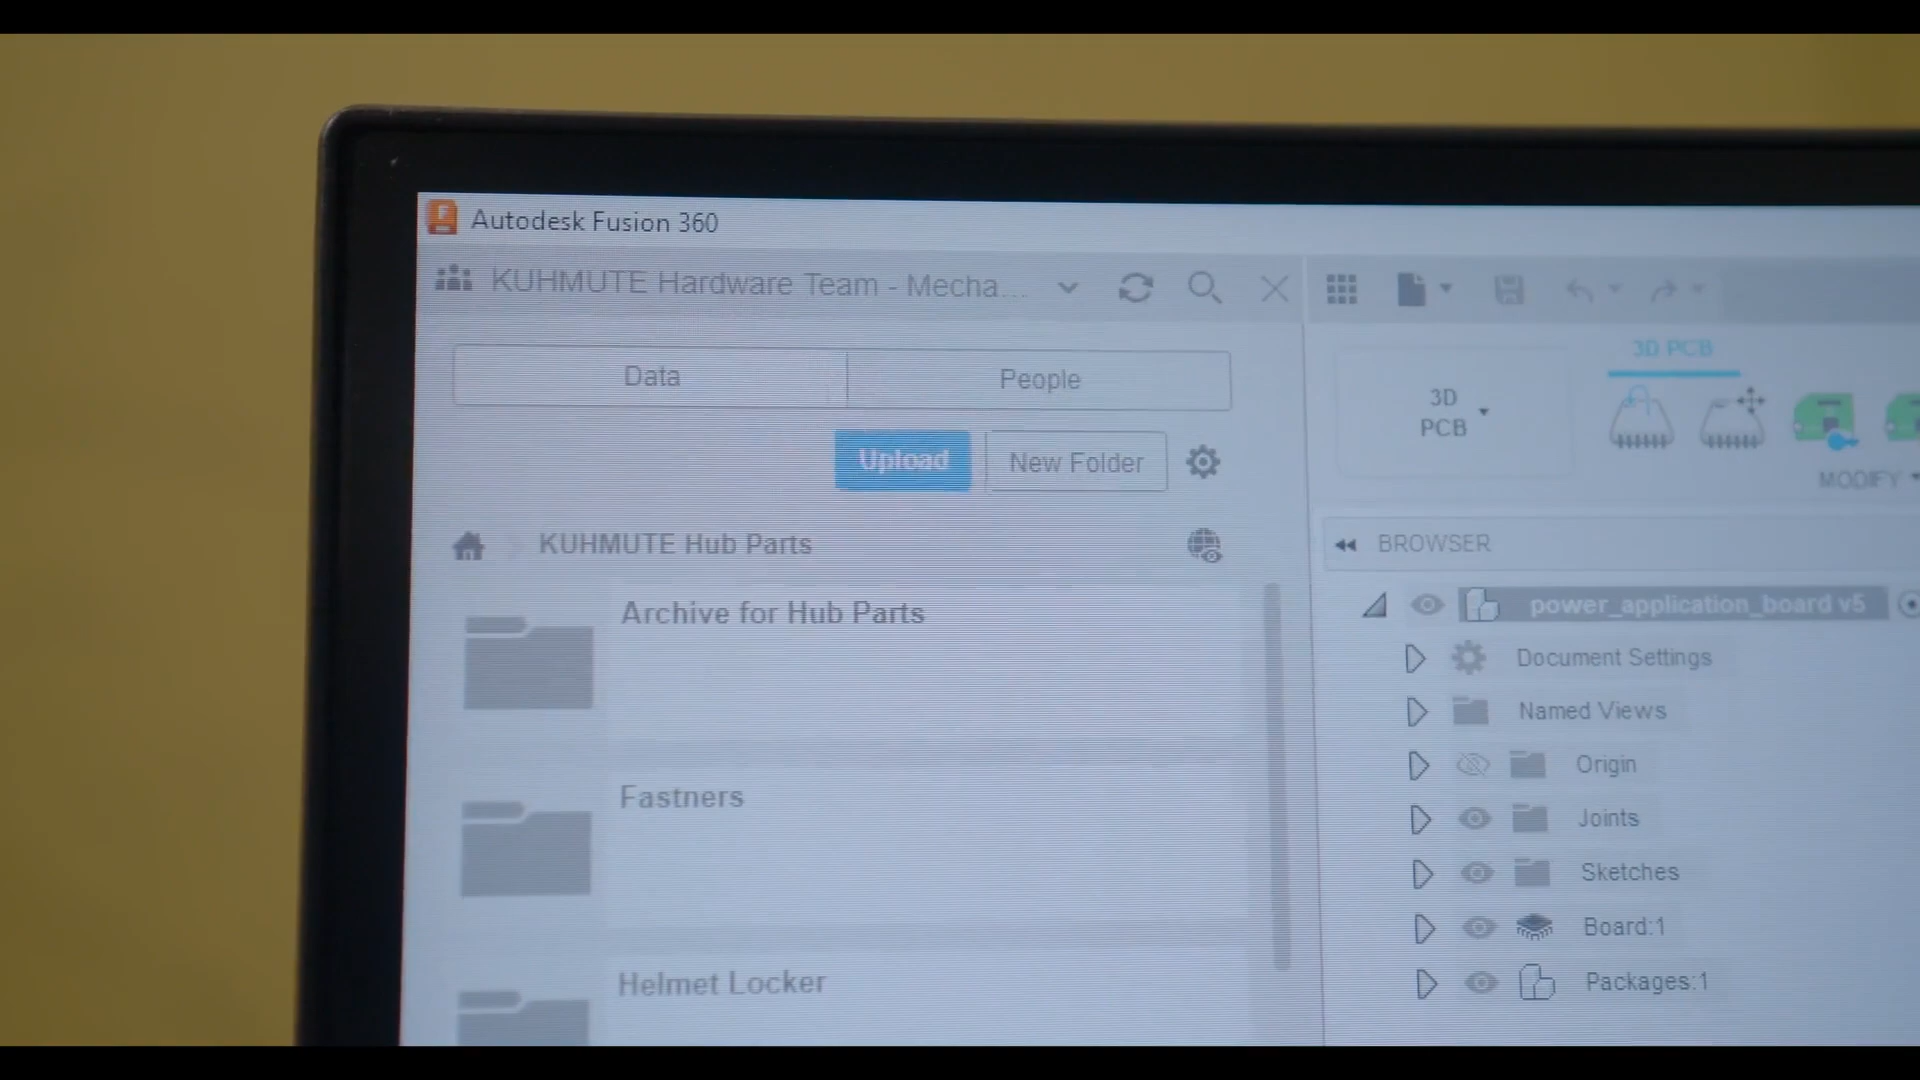 Autodesk Fusion 360
KUHMUTE Hardware Team - Mecha...
Data
People
Upload
New Folder
KUHMUTE Hub Parts
Archive for Hub Parts
Fastners
Helmet Locker
3D PCB
3D
PCB
MODIFY
BROWSER
power_application_board v5
Document Settings
Named Views
Origin
Joints
Sketches
Board:1
Packages:1